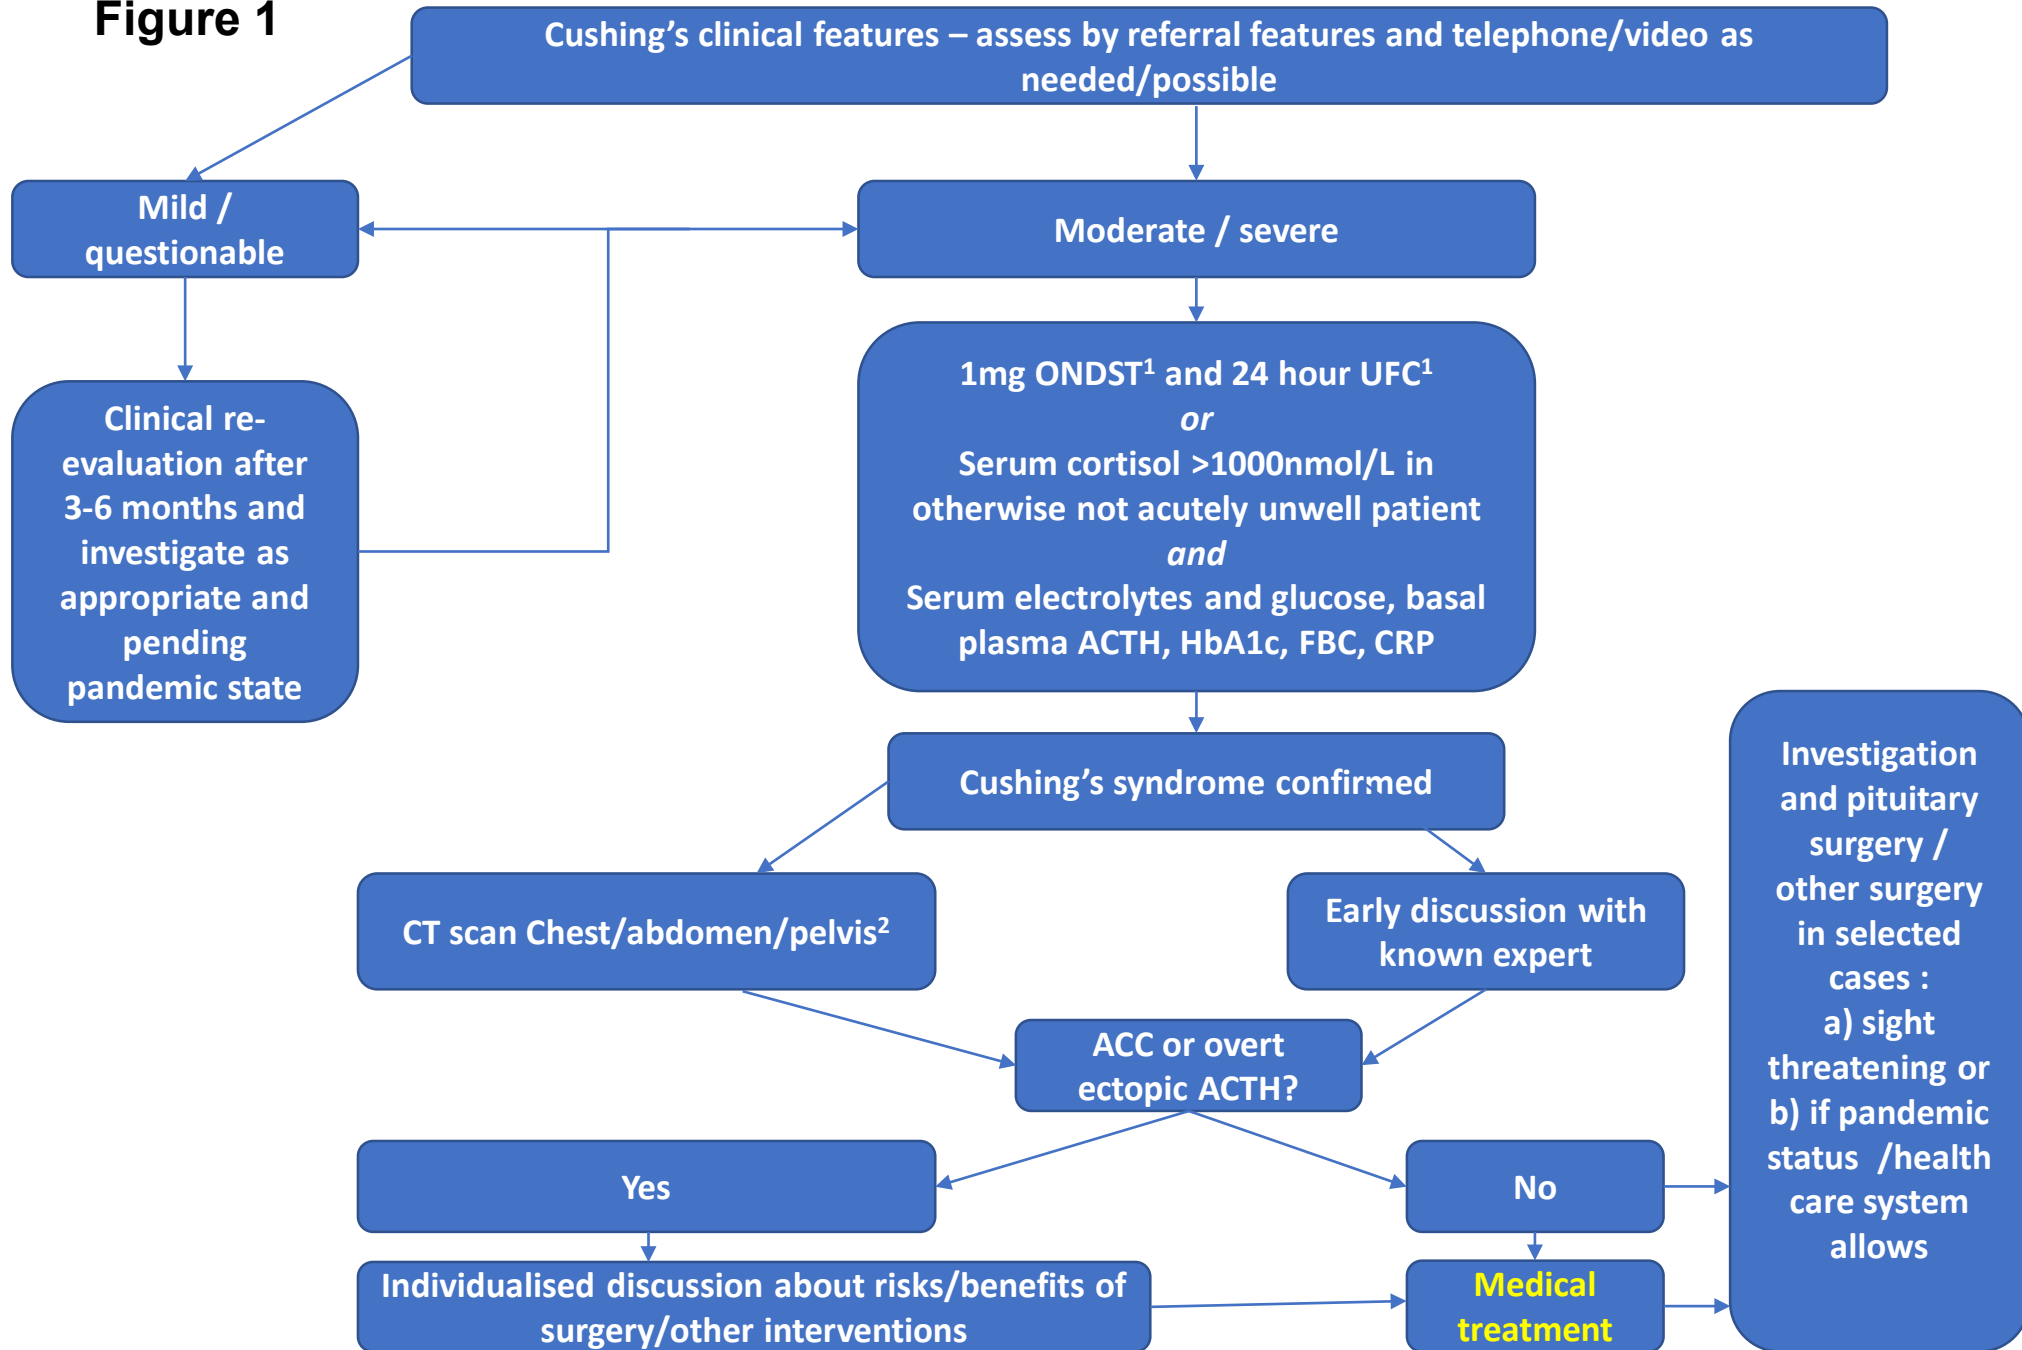 Figure 1
Cushing’s clinical features – assess by referral features and telephone/video as
needed/possible
Mild /
questionable
Moderate / severe
Clinical re-
evaluation after
3-6 months and
investigate as
appropriate and
pending
pandemic state
1mg ONDST¹ and 24 hour UFC¹
or
Serum cortisol >1000nmol/L in
otherwise not acutely unwell patient
and
Serum electrolytes and glucose, basal
plasma ACTH, HbA1c, FBC, CRP
Cushing’s syndrome confirmed
CT scan Chest/abdomen/pelvis²
Early discussion with
known expert
ACC or overt
ectopic ACTH?
Yes
No
Individualised discussion about risks/benefits of
surgery/other interventions
Medical
treatment
Investigation
and pituitary
surgery /
other surgery
in selected
cases :
a) sight
threatening or
b) if pandemic
status /health
care system
allows